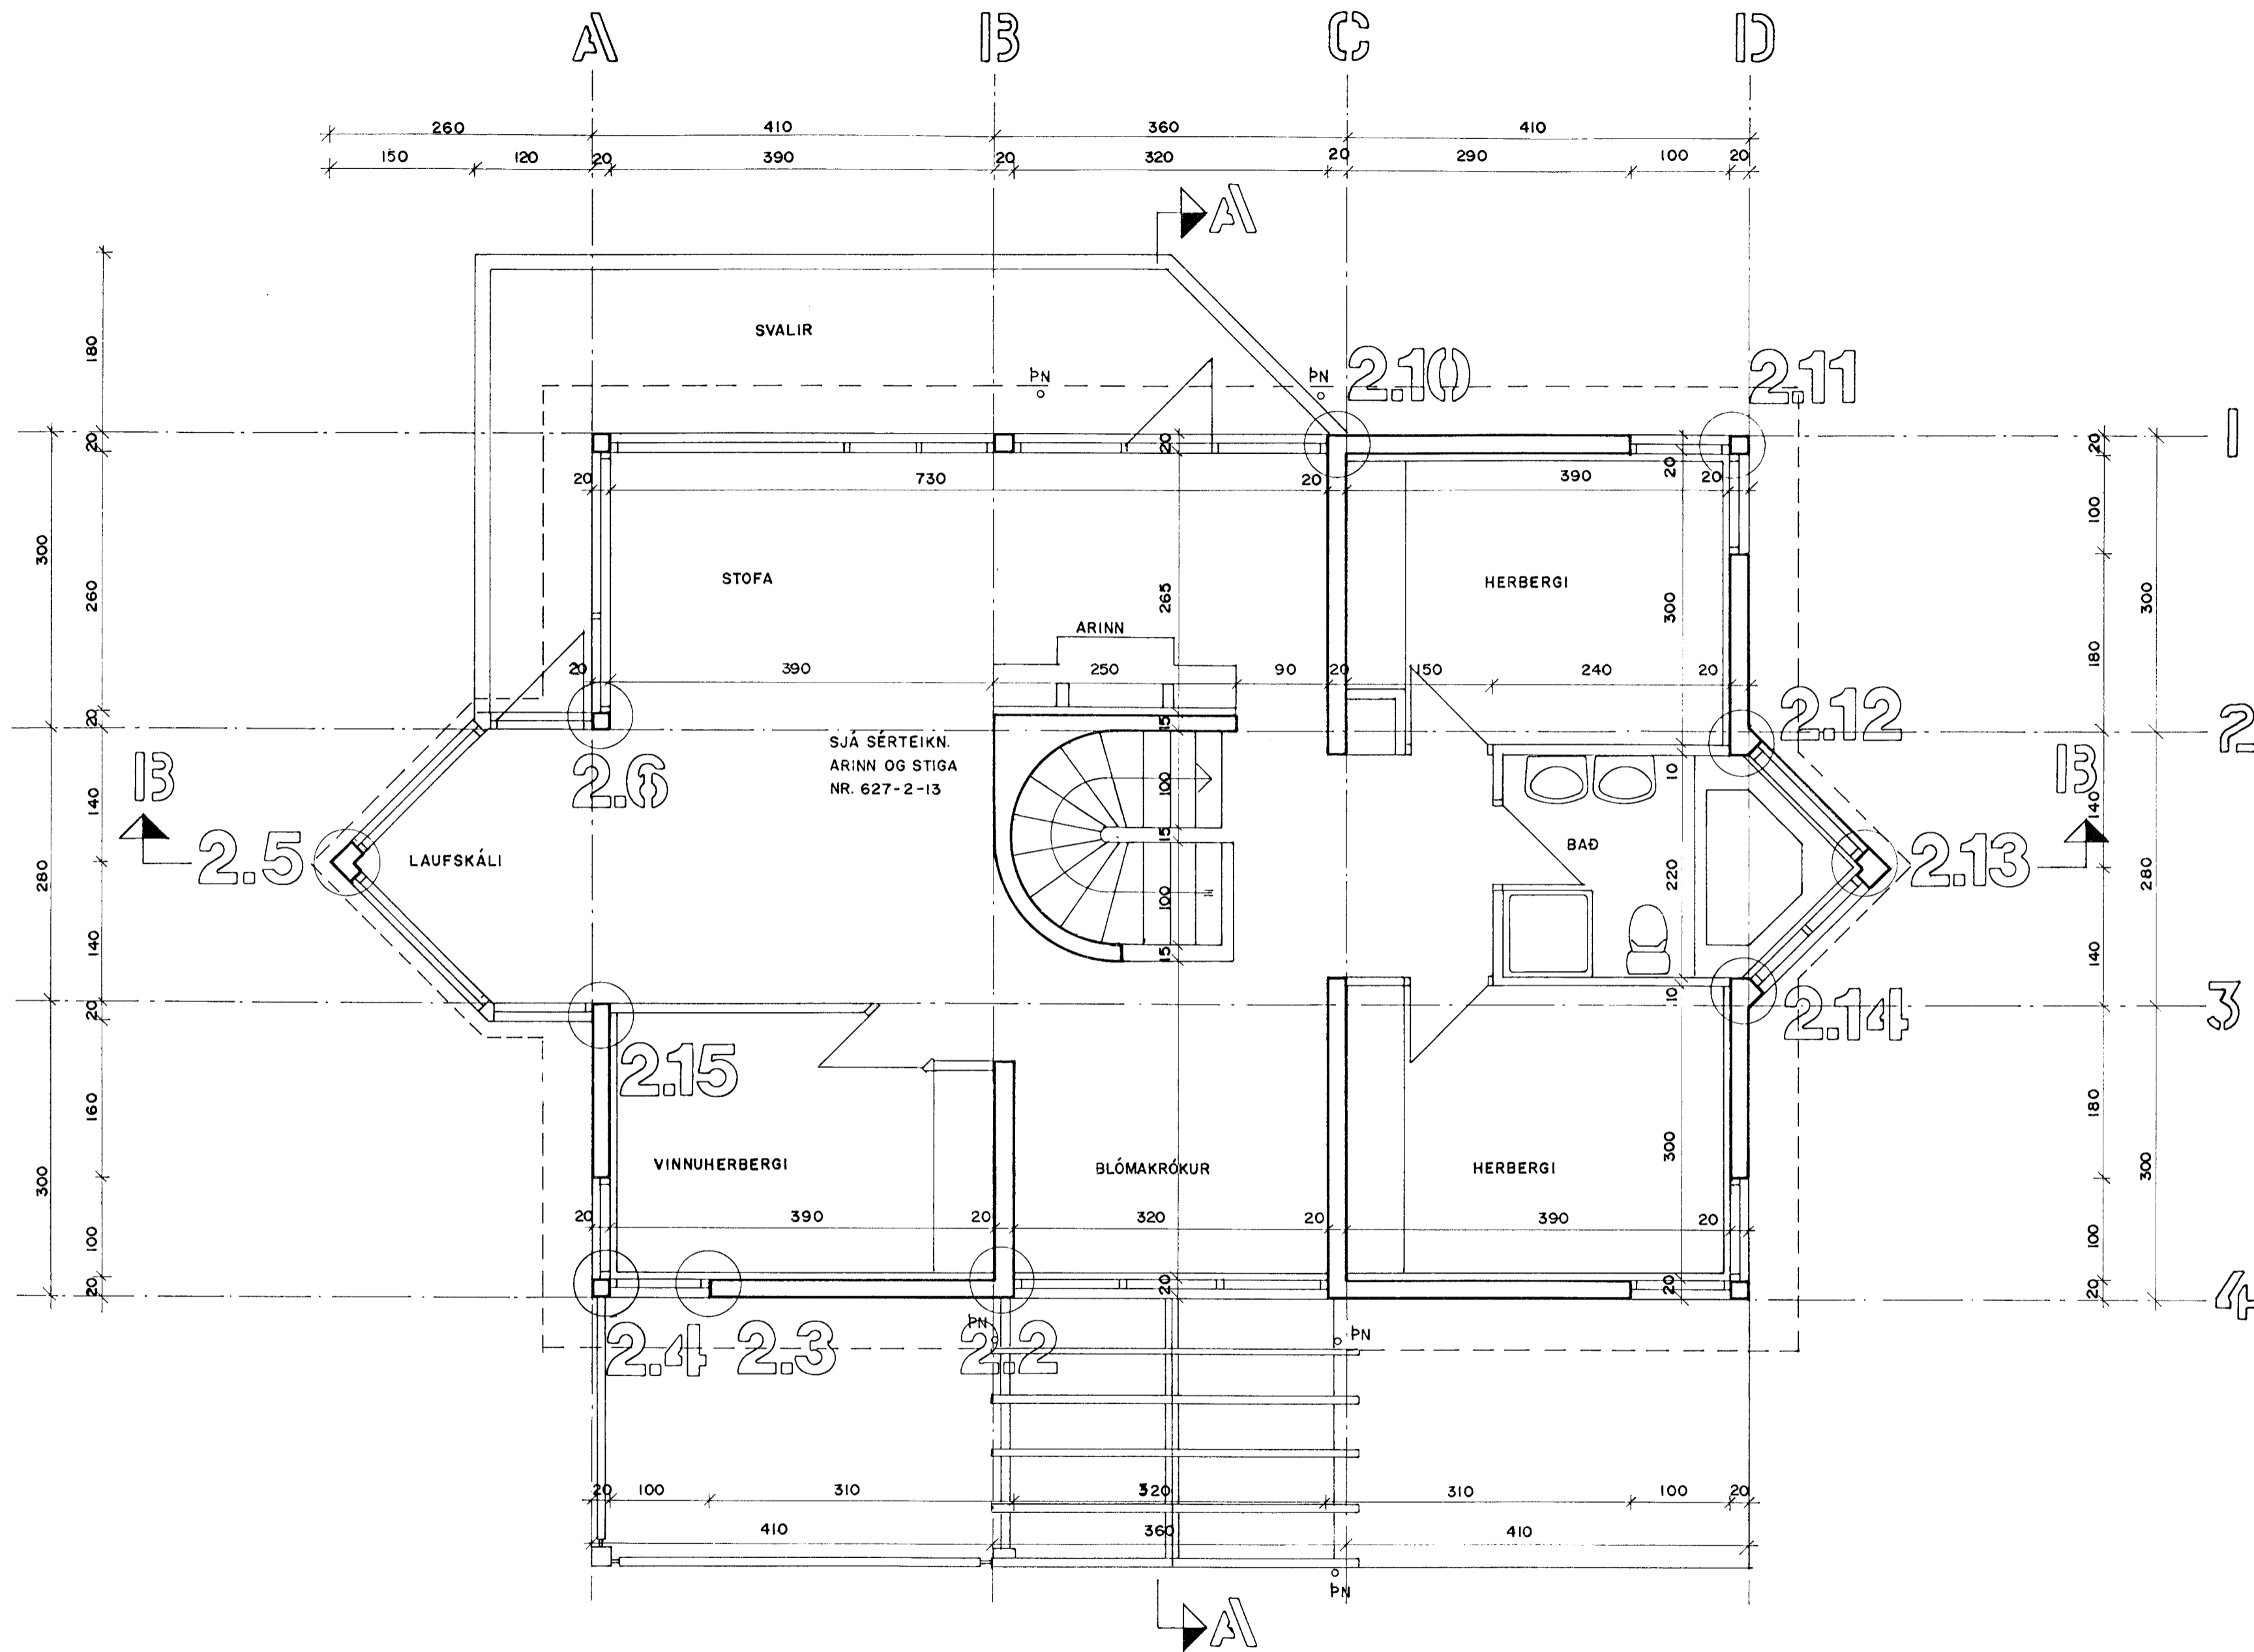 A B C D
260 410 360 410
150 120 20 390 20 320 20 290 100 20
A
SVALIR
180
ÞN ÞN 2.10 2.11
1
20 20 20 20
20 730 20 390 20
100
300 260 STOFA 265 HERBERGI 300 180 300
ARINN
20 390 250 90 20 150 240 20
20 15 2.12 2
SJÁ SÉRTEIKN.
ARINN OG STIGA
NR. 627-2-13
B 2.6 100 10 B
140 140
15 BAÐ
2.5 LAUFSKÁLI 220 2.13
280 100 280
140 15 140
20 10 2.14 3
2.15
160 180
300 VINNUHERBERGI BLÓMAKRÓKUR 300 HERBERGI 300
20 390 20 320 20 390 20
100 100
20 20 20 20 4
2.4 2.3 ÞN 2.2 ÞN
20 100 310 320 310 100 20
410 360 410
ÞN
A